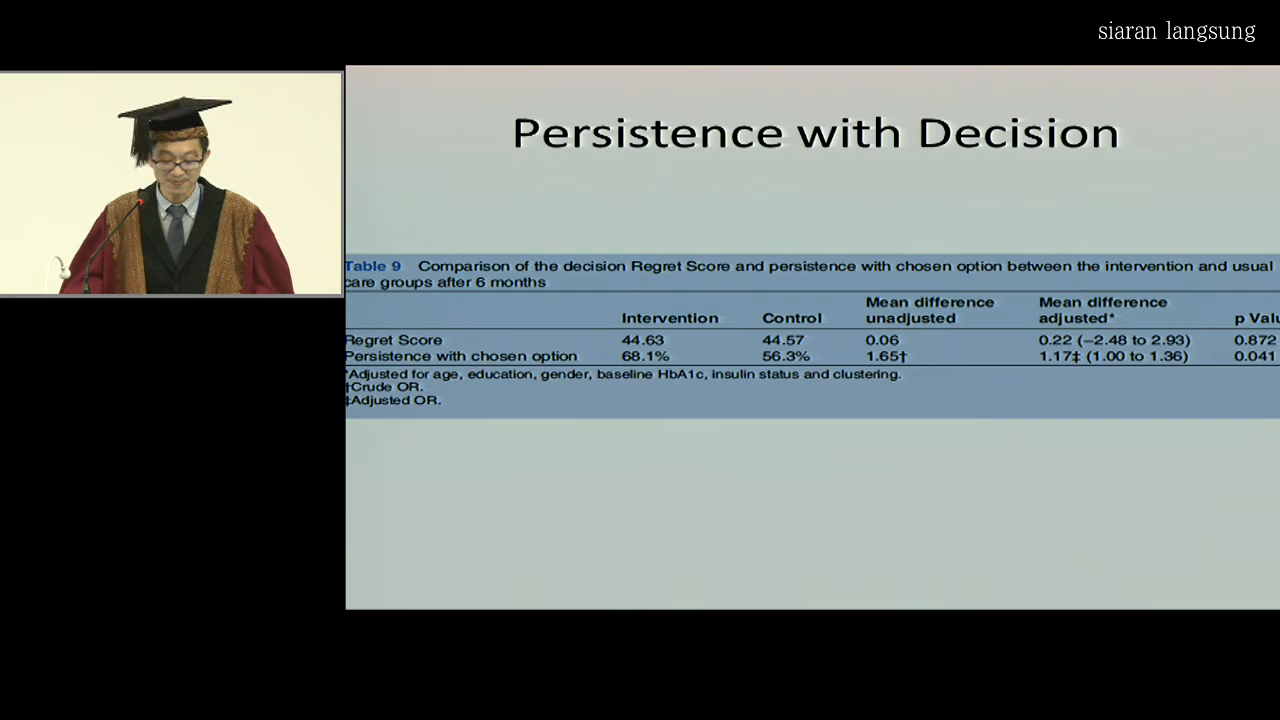 siaran langsung
Persistence with Decision
Table 9 Comparison of the decision Regret Score and persistence with chosen option between the intervention and usual
care groups after 6 months
Intervention Control Mean difference unadjusted Mean difference adjusted* p Valu
Regret Score 44.63 44.57 0.06 0.22 (−2.48 to 2.93) 0.872
Persistence with chosen option 68.1% 56.3% 1.65† 1.17‡ (1.00 to 1.36) 0.041
*Adjusted for age, education, gender, baseline HbA1c, insulin status and clustering.
†Crude OR.
‡Adjusted OR.